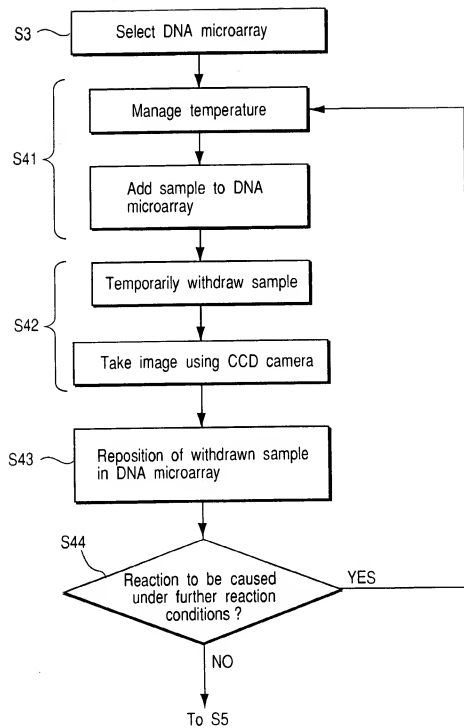 S3
Select DNA microarray
S41
Manage temperature
Add sample to DNA
microarray
S42
Temporarily withdraw sample
Take image using CCD camera
S43
Reposition of withdrawn sample
in DNA microarray
S44
Reaction to be caused
under further reaction
conditions ?
YES
NO
To S5